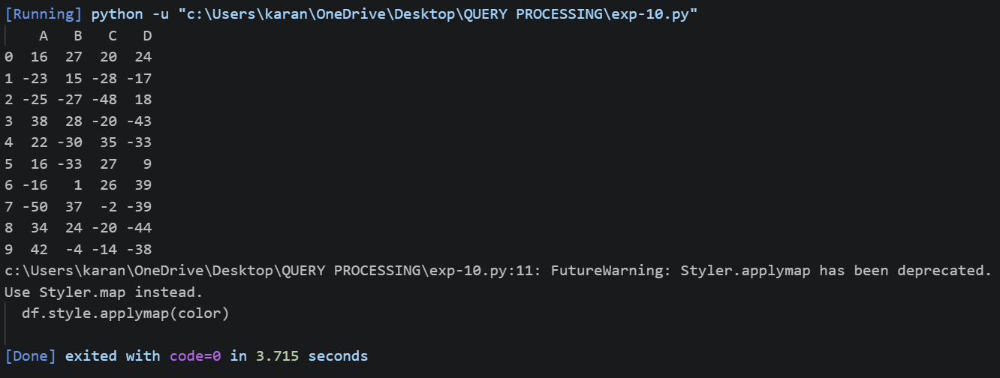 [Running] python -u "c:\Users\karan\OneDrive\Desktop\QUERY PROCESSING\exp-10.py"
    A   B   C   D
0  16  27  20  24
1 -23  15 -28 -17
2 -25 -27 -48  18
3  38  28 -20 -43
4  22 -30  35 -33
5  16 -33  27   9
6 -16   1  26  39
7 -50  37  -2 -39
8  34  24 -20 -44
9  42  -4 -14 -38
c:\Users\karan\OneDrive\Desktop\QUERY PROCESSING\exp-10.py:11: FutureWarning: Styler.applymap has been deprecated.
Use Styler.map instead.
  df.style.applymap(color)
[Done] exited with code=0 in 3.715 seconds